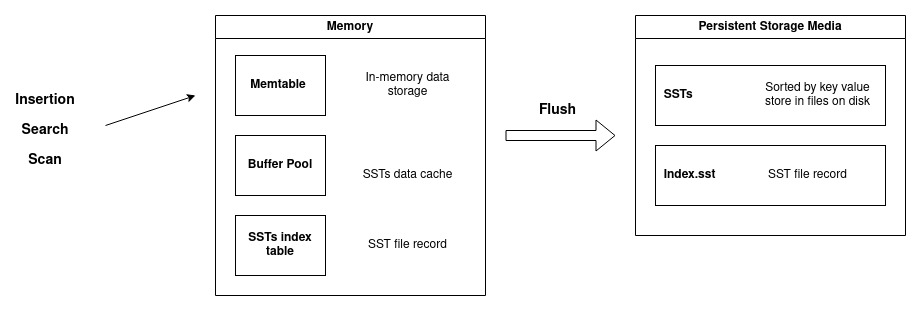 Insertion
Search
Scan
Memory
Memtable
In-memory data
storage
Buffer Pool
SSTs data cache
SSTs index
table
SST file record
Flush
Persistent Storage Media
SSTs
Sorted by key value
store in files on disk
Index.sst
SST file record